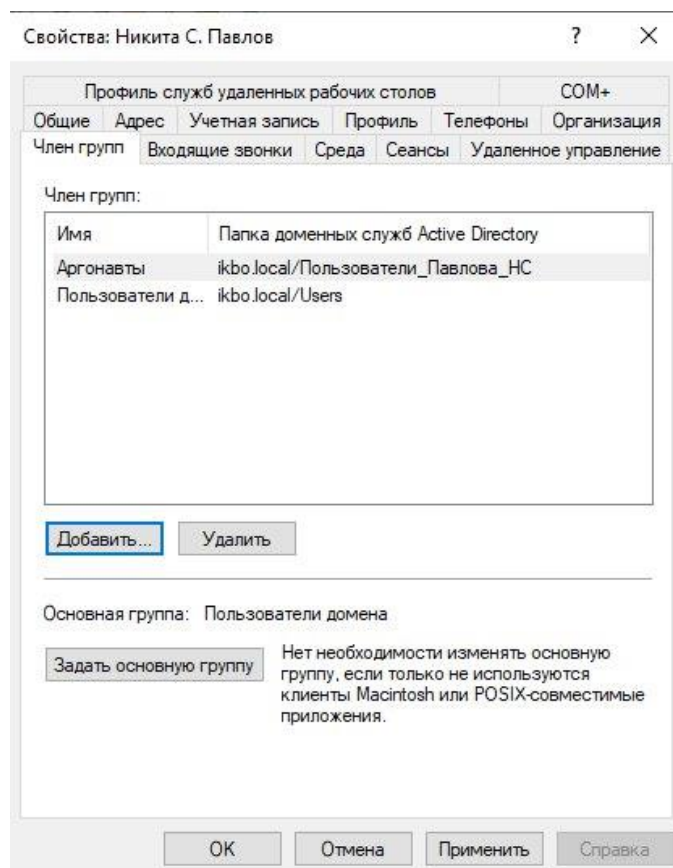 Свойства: Никита С. Павлов
? ×
Профиль служб удаленных рабочих столов COM+
Общие Адрес Учетная запись Профиль Телефоны Организация
Член групп Входящие звонки Среда Сеансы Удаленное управление
Член групп:
Имя Папка доменных служб Active Directory
Аргонавты ikbo.local/Пользователи_Павлова_НС
Пользователи д... ikbo.local/Users
Добавить... Удалить
Основная группа: Пользователи домена
Задать основную группу
Нет необходимости изменять основную
группу, если только не используются
клиенты Macintosh или POSIX-совместимые
приложения.
OK Отмена Применить Справка